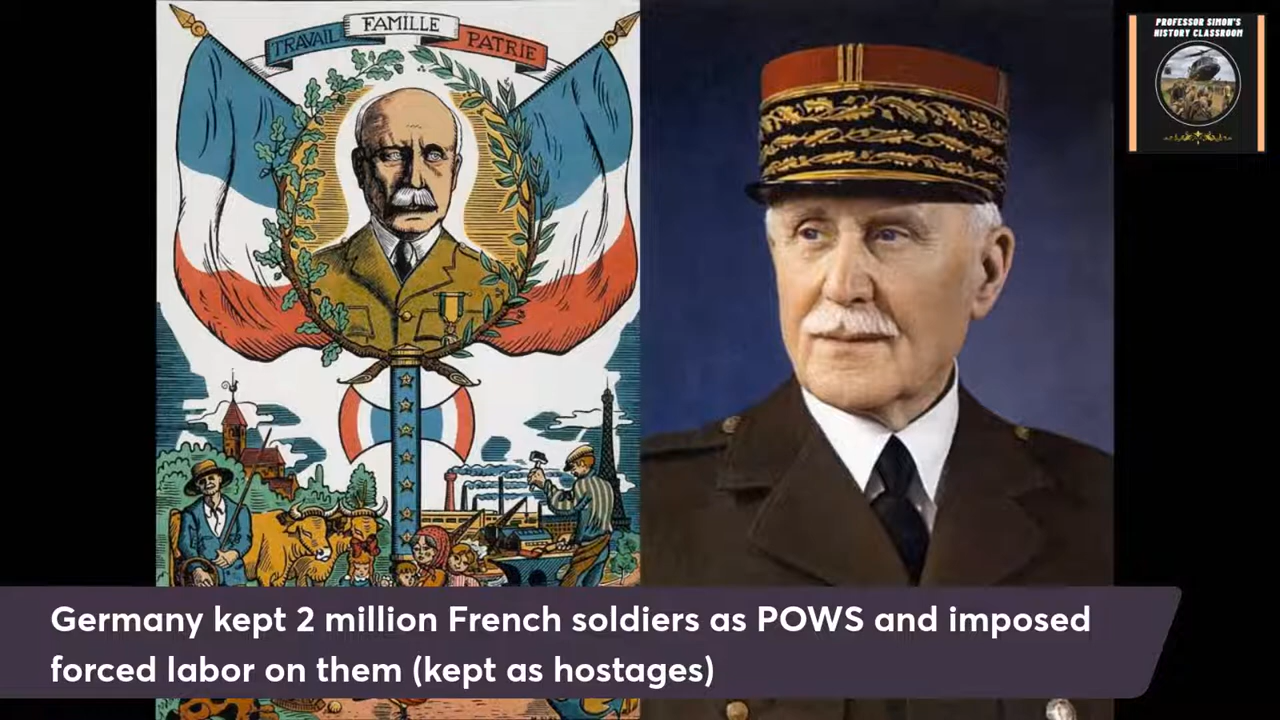 TRAVAIL FAMILLE PATRIE
PROFESSOR SIMON'S
HISTORY CLASSROOM
Germany kept 2 million French soldiers as POWS and imposed
forced labor on them (kept as hostages)